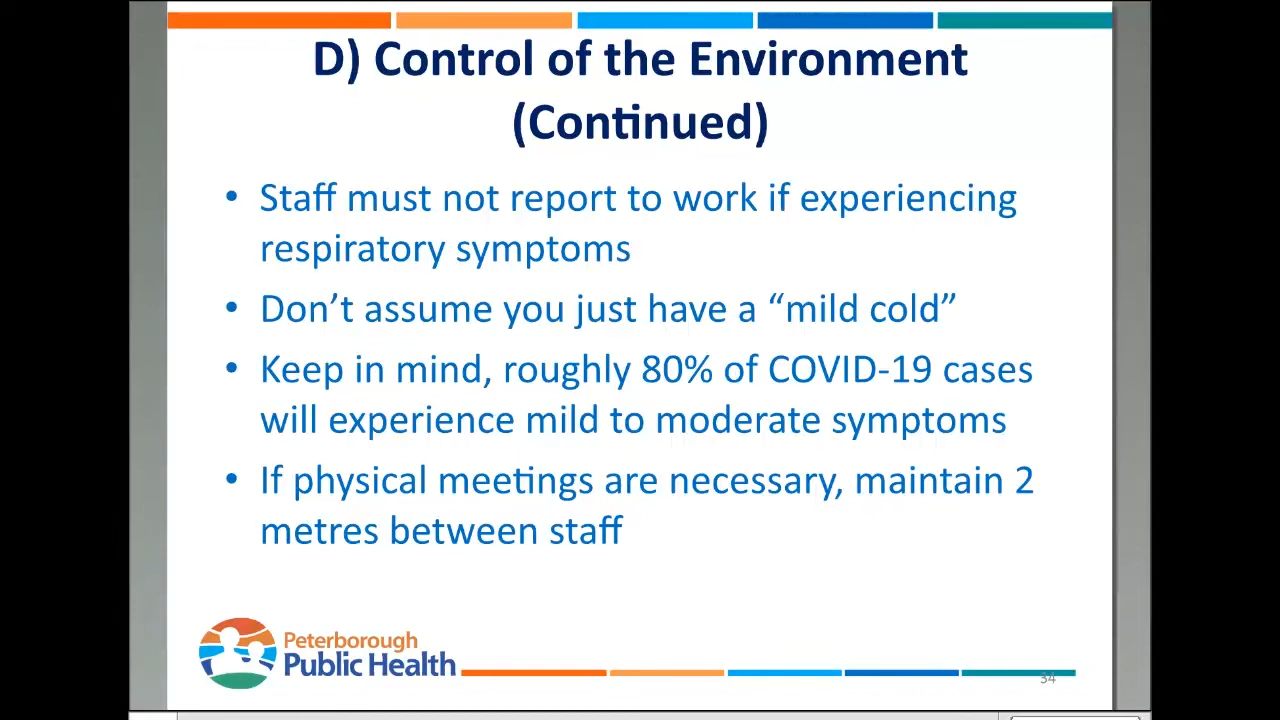 D) Control of the Environment
(Continued)
• Staff must not report to work if experiencing
respiratory symptoms
• Don’t assume you just have a “mild cold”
• Keep in mind, roughly 80% of COVID-19 cases
will experience mild to moderate symptoms
• If physical meetings are necessary, maintain 2
metres between staff
Peterborough
Public Health
34